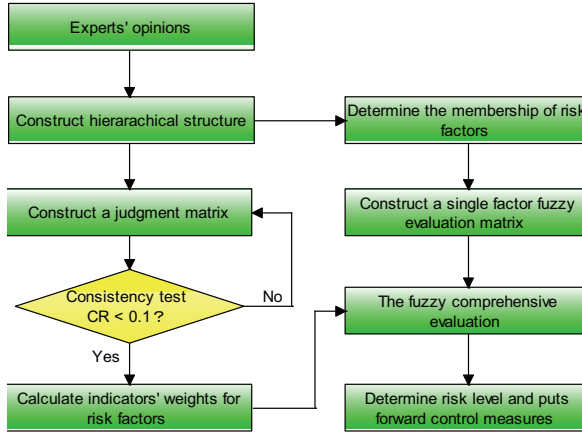 Experts' opinions
Construct hierarachical structure
Construct a judgment matrix
Consistency test
CR < 0.1?
No
Yes
Calculate indicators' weights for
risk factors
Determine the membership of risk
factors
Construct a single factor fuzzy
evaluation matrix
The fuzzy comprehensive
evaluation
Determine risk level and puts
forward control measures